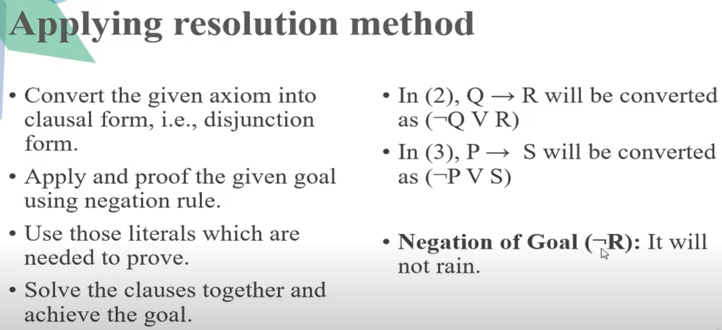 Applying resolution method
• Convert the given axiom into
clausal form, i.e., disjunction
form.
• Apply and proof the given goal
using negation rule.
• Use those literals which are
needed to prove.
• Solve the clauses together and
achieve the goal.
• In (2), Q → R will be converted
as (¬Q V R)
• In (3), P → S will be converted
as (¬P V S)
• Negation of Goal (¬R): It will
not rain.